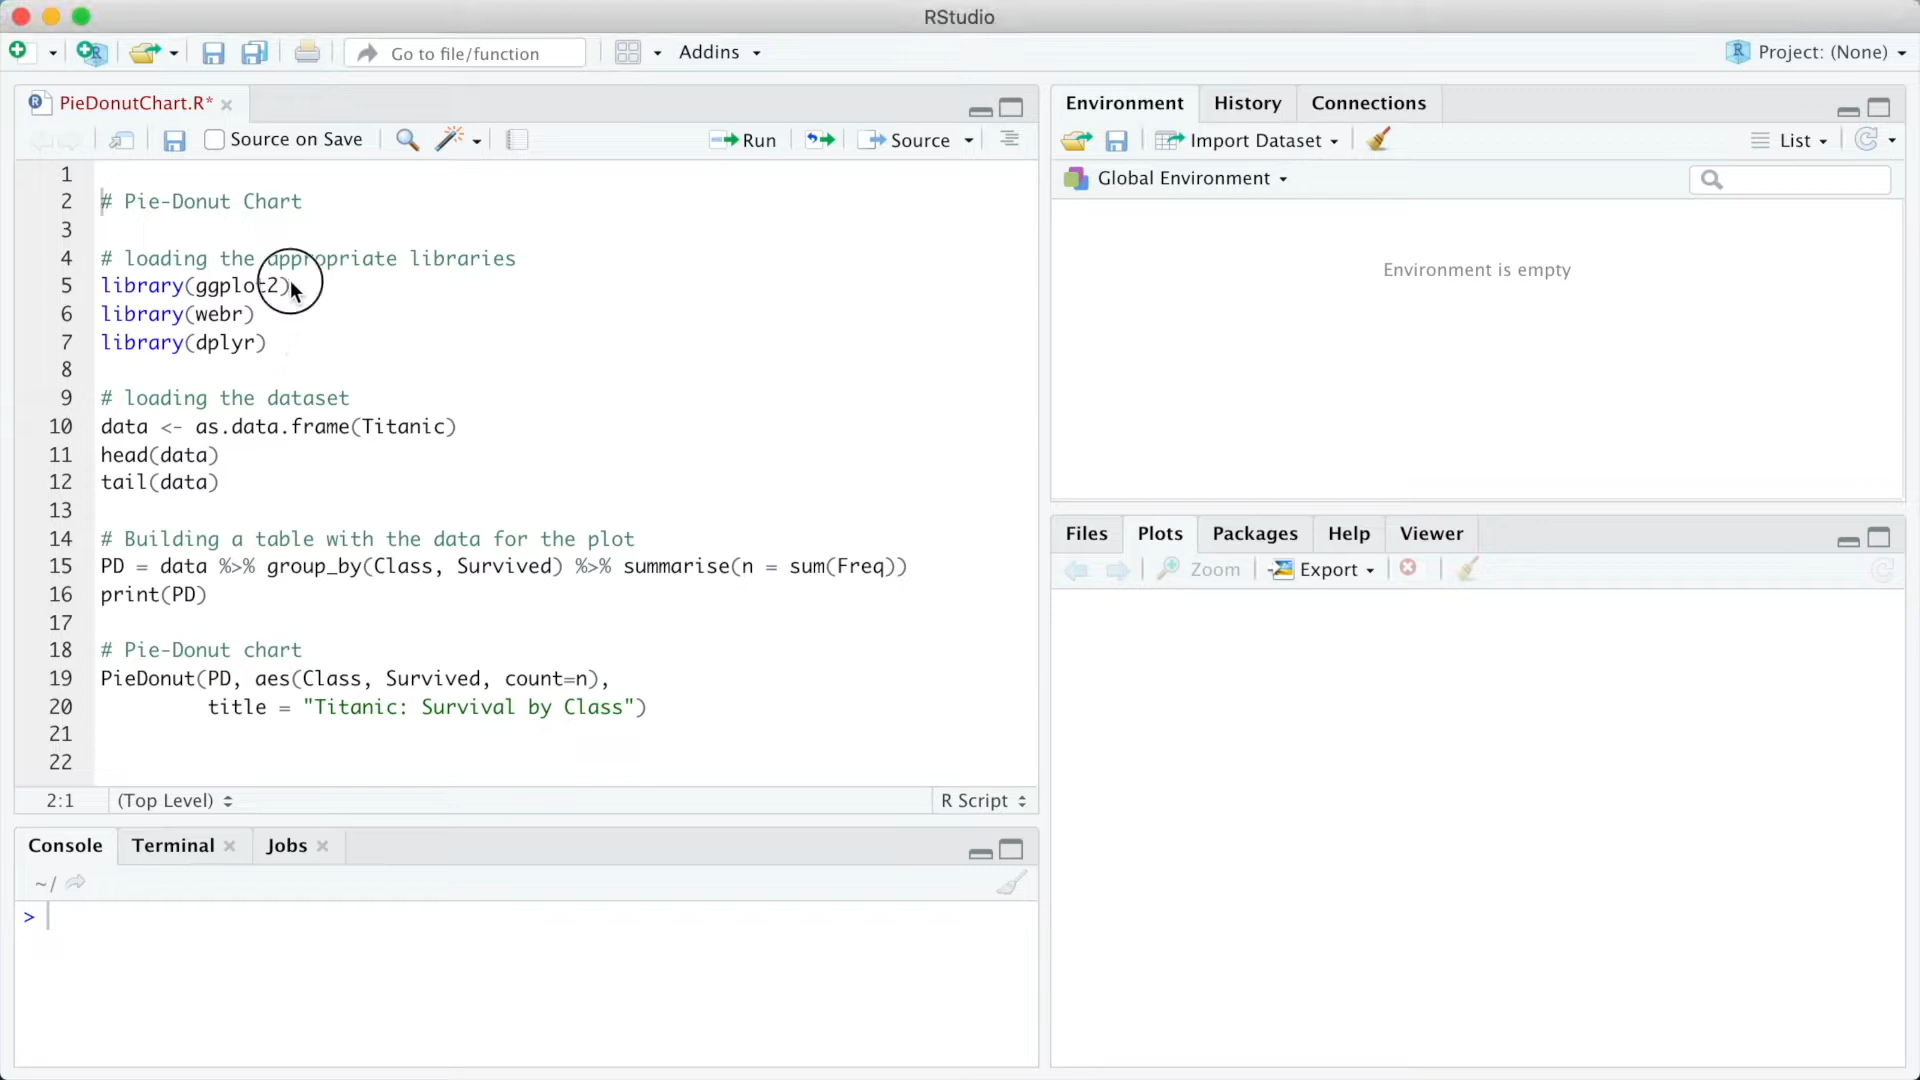 RStudio
Go to file/function
Addins
Project: (None)
PieDonutChart.R*
Source on Save
Run
Source
1
2 # Pie-Donut Chart
3
4 # loading the appropriate libraries
5 library(ggplot2)
6 library(webr)
7 library(dplyr)
8
9 # loading the dataset
10 data <- as.data.frame(Titanic)
11 head(data)
12 tail(data)
13
14 # Building a table with the data for the plot
15 PD = data %>% group_by(Class, Survived) %>% summarise(n = sum(Freq))
16 print(PD)
17
18 # Pie-Donut chart
19 PieDonut(PD, aes(Class, Survived, count=n),
20 title = "Titanic: Survival by Class")
21
22
2:1 (Top Level) R Script
Console Terminal Jobs
~/
>
Environment History Connections
Import Dataset List
Global Environment
Environment is empty
Files Plots Packages Help Viewer
Zoom Export